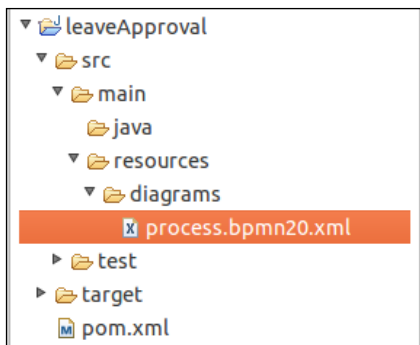 leaveApproval
src
main
java
resources
diagrams
process.bpmn20.xml
test
target
pom.xml